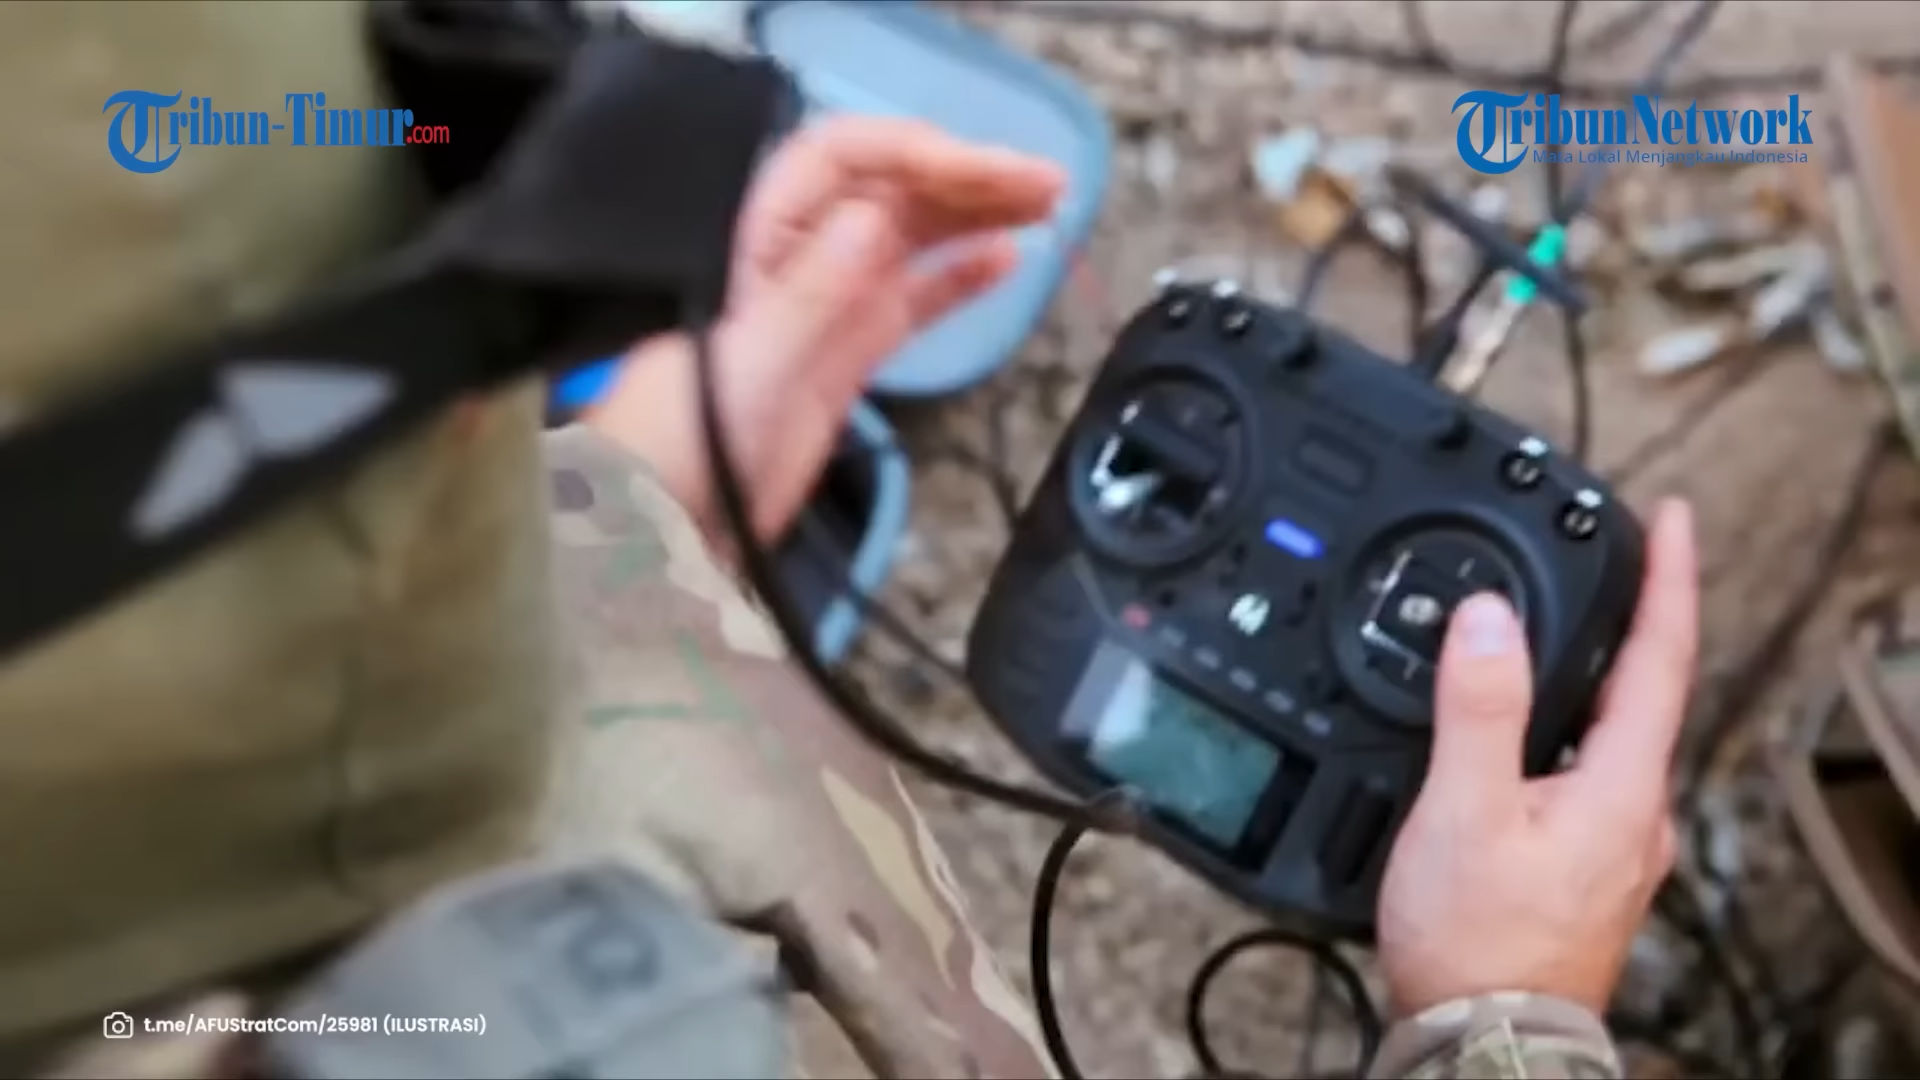 Tribun-Timur.com
TribunNetwork
Mata Lokal Menjangkau Indonesia
t.me/AFUStratCom/25981 (ILUSTRASI)